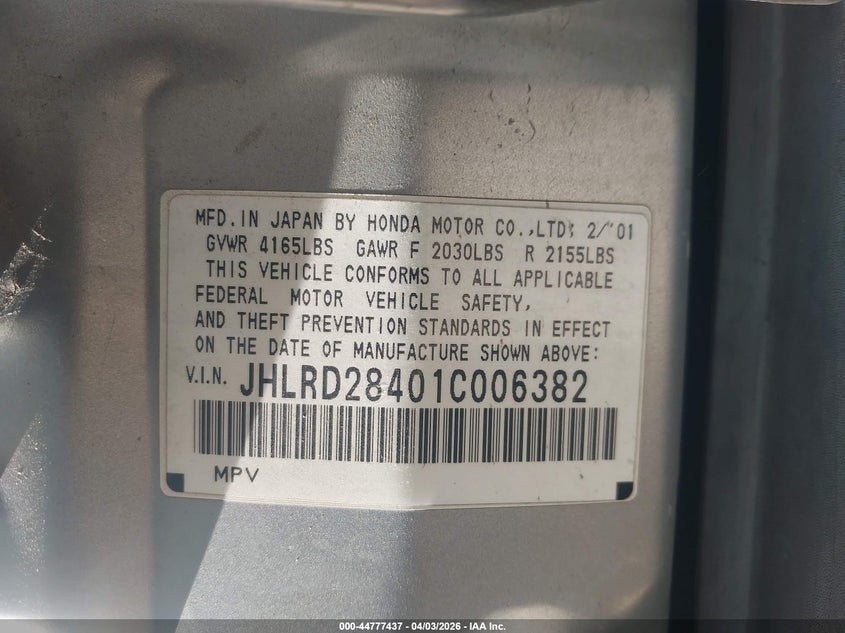 MFD.IN JAPAN BY HONDA MOTOR CO.,LTD: 2/'01
GVWR 4165LBS GAWR F 2030LBS R 2155LBS
THIS VEHICLE CONFORMS TO ALL APPLICABLE
FEDERAL MOTOR VEHICLE SAFETY,
AND THEFT PREVENTION STANDARDS IN EFFECT
ON THE DATE OF MANUFACTURE SHOWN ABOVE:
V.I.N. JHLRD28401C006382
MPV
000-44777437 - 04/03/2026 - IAA Inc.